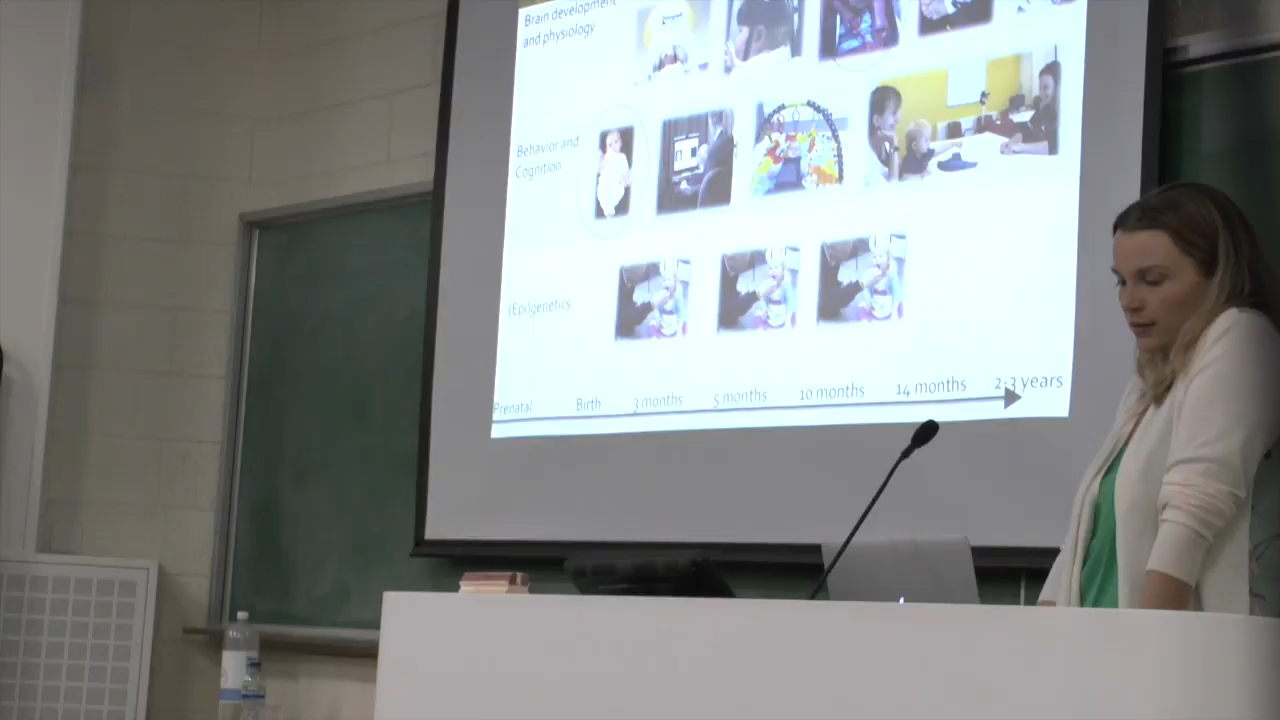 Brain development
and physiology
Behavior and
Cognition
(Epi)genetics
Prenatal
Birth
3 months
5 months
10 months
14 months
2-3 years